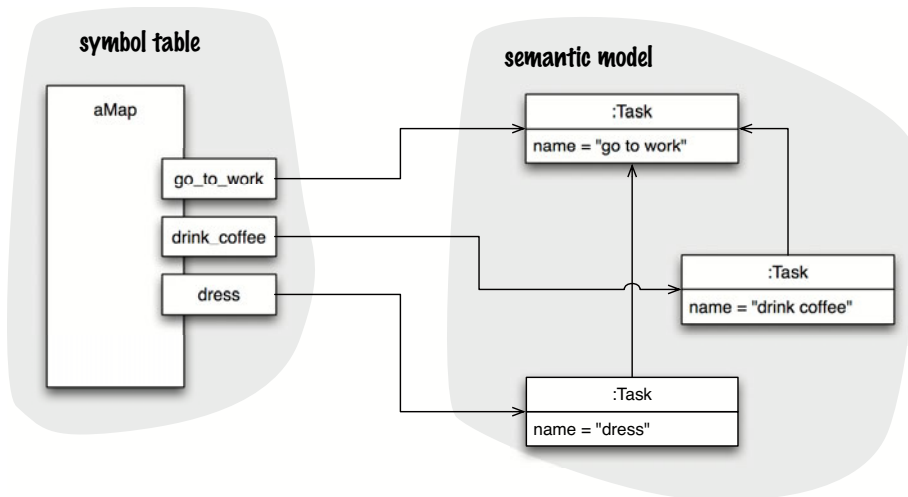 symbol table
aMap
go_to_work
drink_coffee
dress
semantic model
:Task
name = "go to work"
:Task
name = "drink coffee"
:Task
name = "dress"